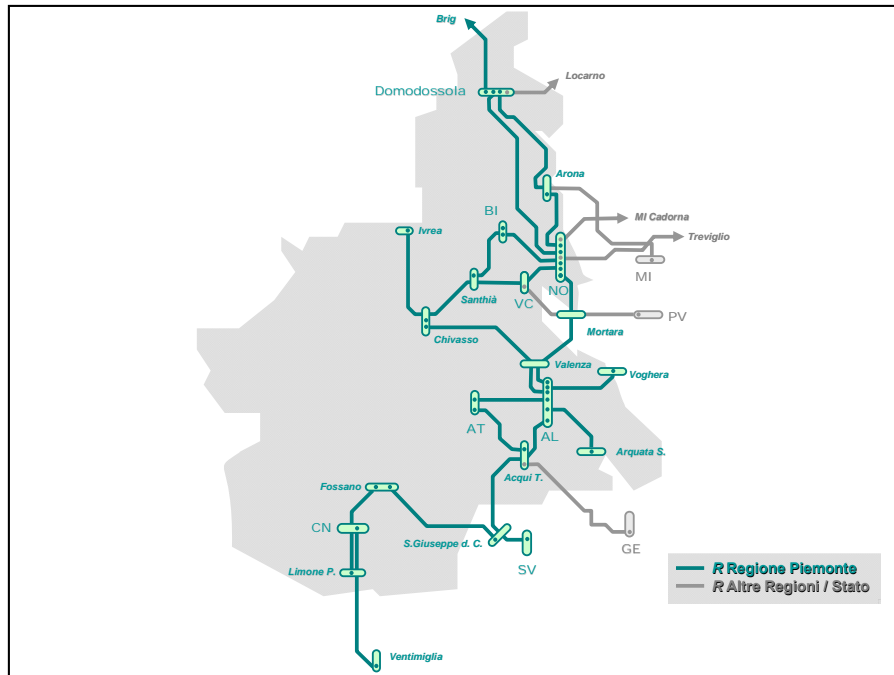 Brig
Locarno
Domodossola
Arona
BI
MI Cadorna
Ivrea
Treviglio
MI
Santhià
VC
NO
PV
Mortara
Chivasso
Valenza
Voghera
AT
AL
Arquata S.
Acqui T.
Fossano
CN
S.Giuseppe d. C.
GE
SV
Limone P.
R Regione Piemonte
R Altre Regioni / Stato
Ventimiglia